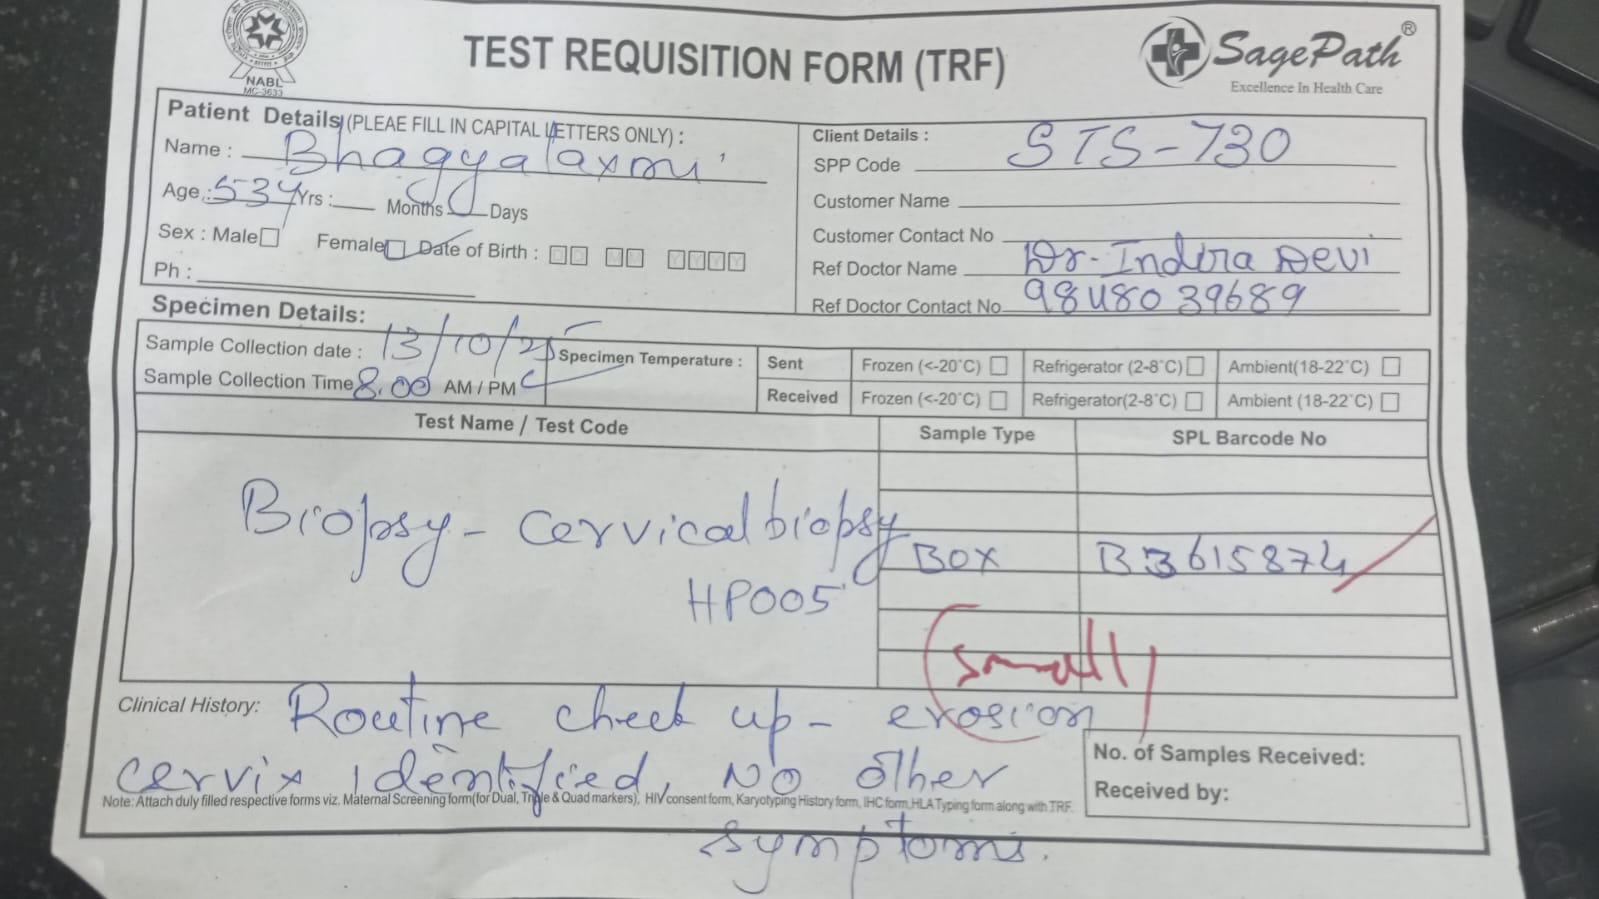 NABL
MC-3633
TEST REQUISITION FORM (TRF)
SagePath®
Excellence In Health Care
Patient Details (PLEAE FILL IN CAPITAL LETTERS ONLY) :
Name : Bhagyalaxmi
Age : 53y Yrs : Months Days
Sex : Male Female Date of Birth : DD MM YYYY
Ph :
Client Details :
SPP Code STS-730
Customer Name
Customer Contact No
Ref Doctor Name Dr. Indira Devi
Ref Doctor Contact No 9848039689
Specimen Details:
Sample Collection date : 13/10/25
Sample Collection Time 8.00 AM / PM
Specimen Temperature :
Sent Frozen (<-20°C) Refrigerator (2-8°C) Ambient(18-22°C)
Received Frozen (<-20°C) Refrigerator(2-8°C) Ambient (18-22°C)
Test Name / Test Code Sample Type SPL Barcode No
Biopsy - cervical biopsy
BOX B3615874
HP005
Small
Clinical History: Routine check up - erosion
cervix identified, NO other
symptoms.
No. of Samples Received:
Received by:
Note: Attach duly filled respective forms viz. Maternal Screening form(for Dual, Triple & Quad markers), HIV consent form, Karyotyping History form, IHC form, HLA Typing form along with TRF.